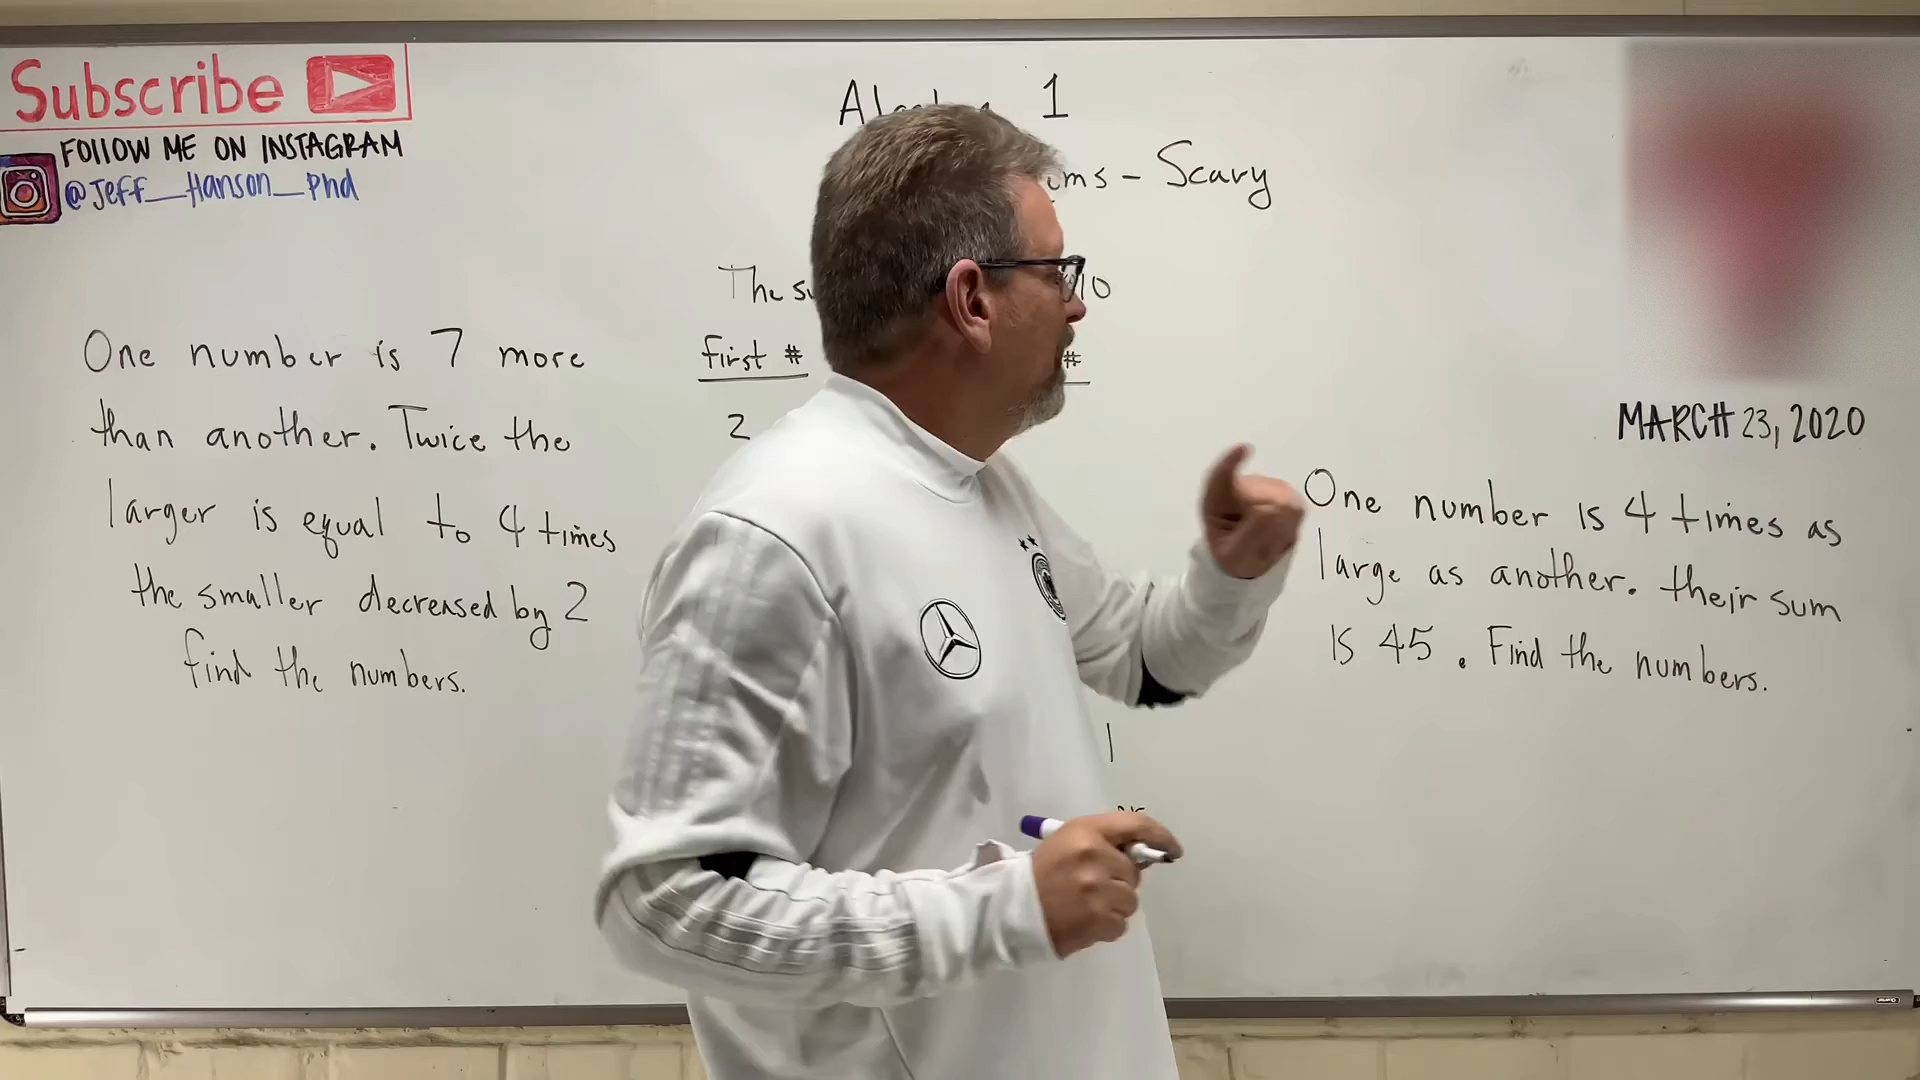 Subscribe
FOllOW ME ON INSTAGRAM
@Jeff_Hanson_Phd
1
- Scary
The
10
first # #
2
One number is 7 more
than another. Twice the
larger is equal to 4 times
the smaller decreased by 2
find the numbers.
MARCH 23, 2020
One number is 4 times as
large as another. their sum
is 45. Find the numbers.